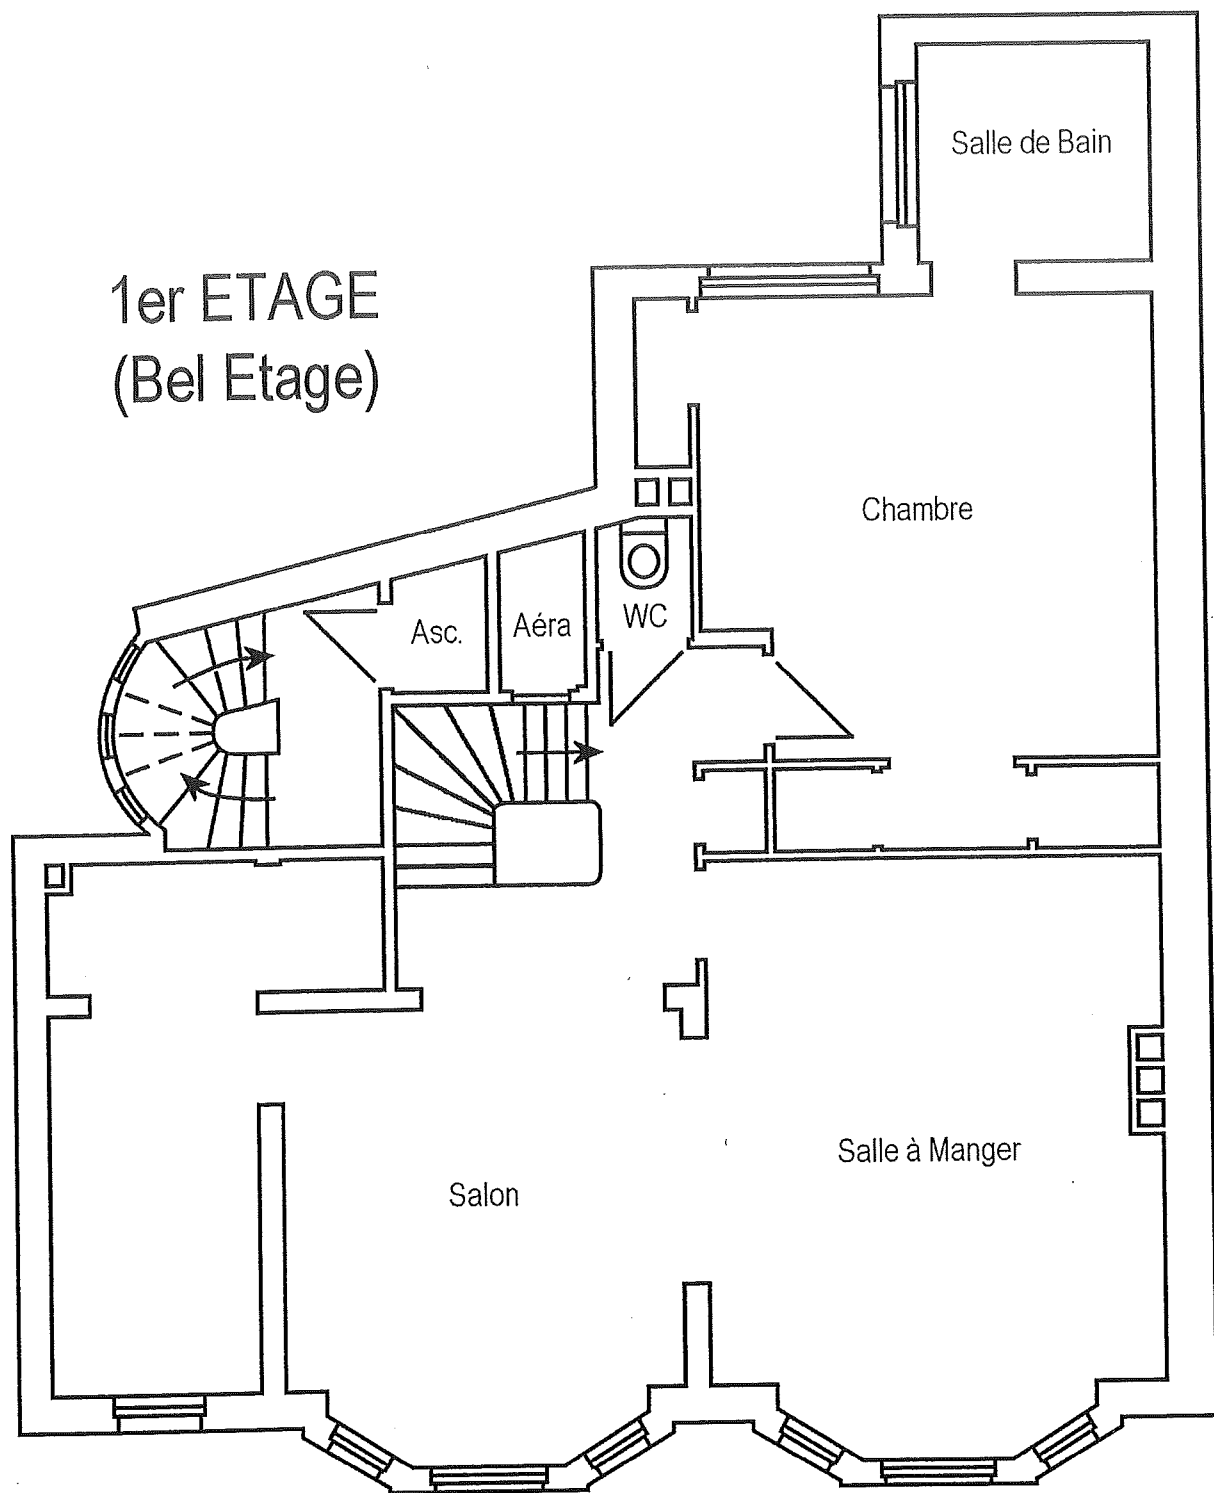 Salle de Bain
1er ETAGE
(Bel Etage)
Chambre
Asc.
Aéra
WC
Salle à Manger
Salon